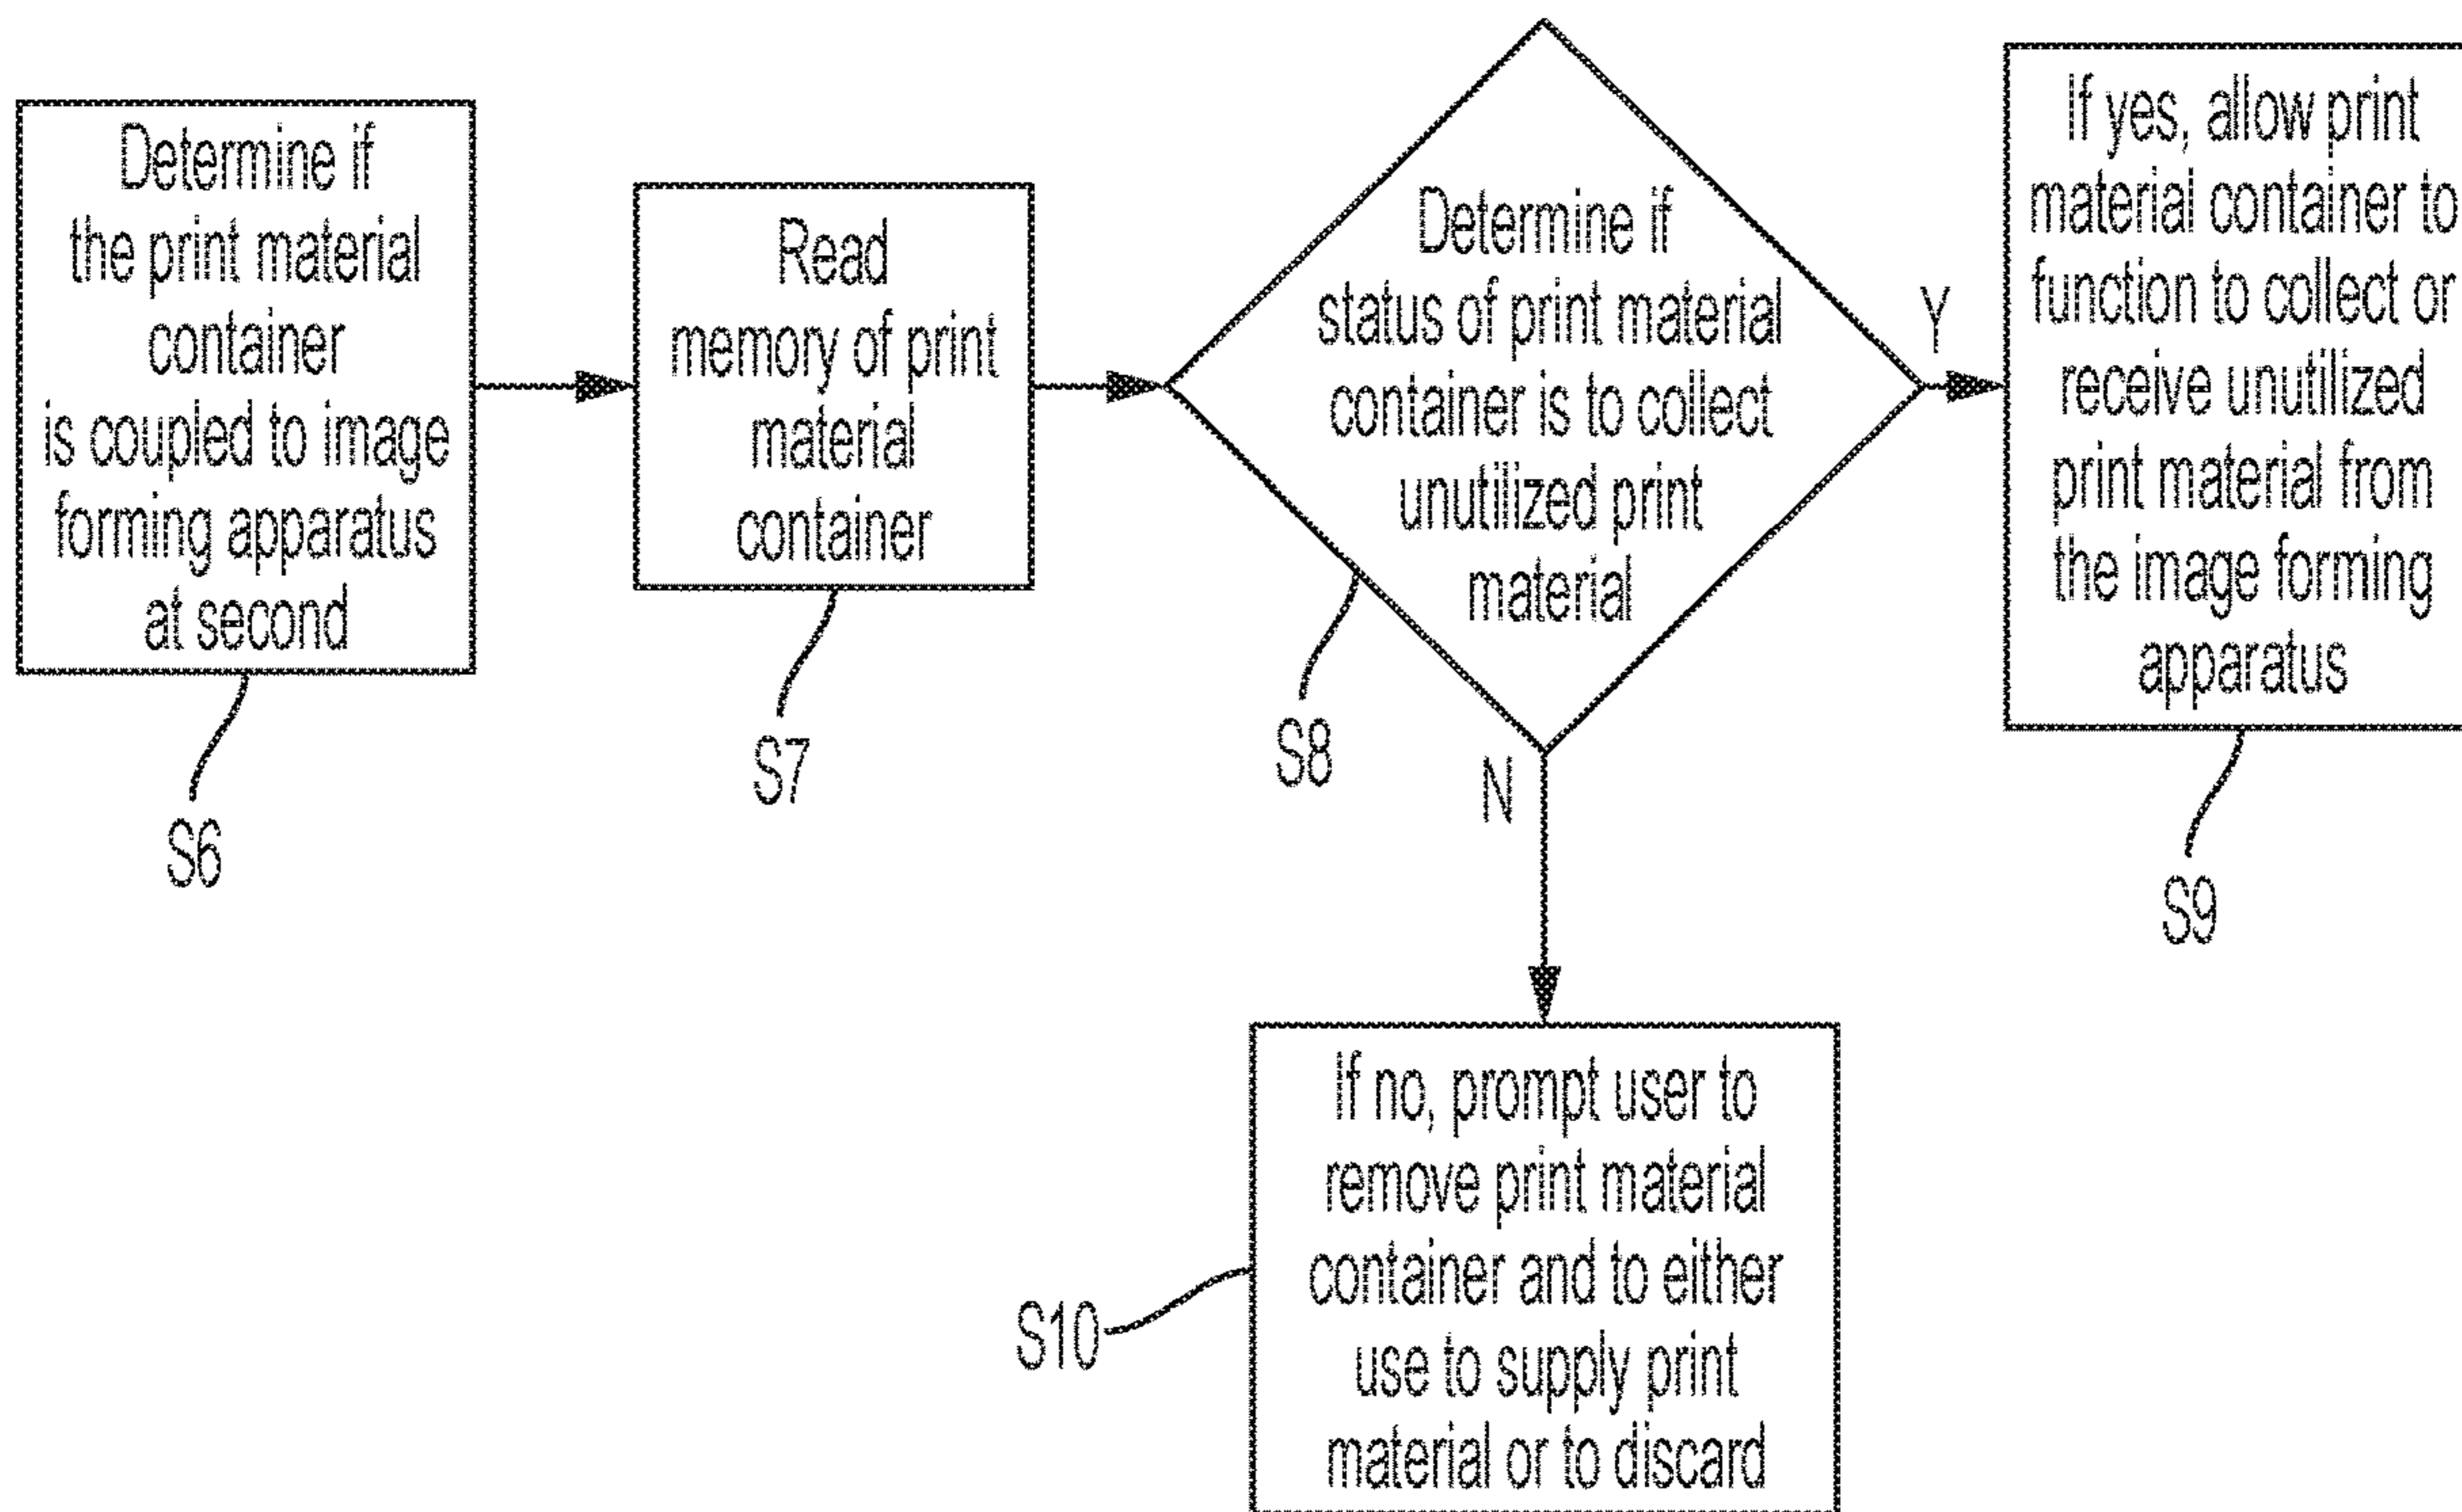 Determine if
the print material
container
is coupled to image
forming apparatus
at second
S6
Read
memory of print
material
container
S7
Determine if
status of print material
container is to collect
unutilized print
material
S8
Y
N
If yes, allow print
material container to
function to collect or
receive unutilized
print material from
the image forming
apparatus
S9
If no, prompt user to
remove print material
container and to either
use to supply print
material or to discard
S10